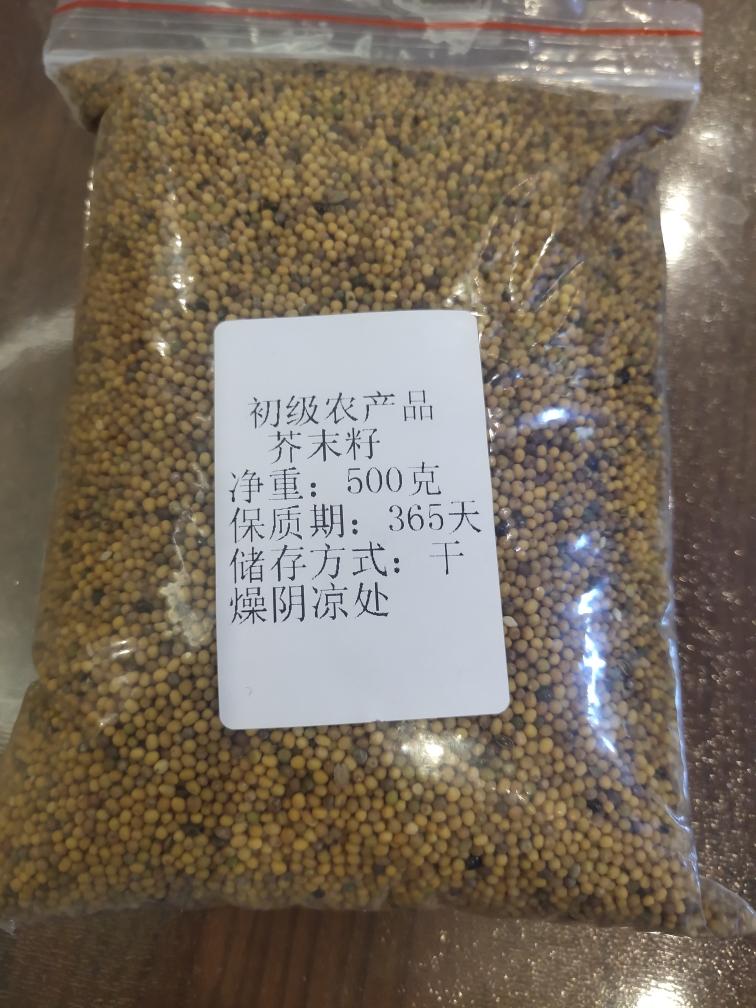 初级农产品
芥末籽
净重：500克
保质期：365天
储存方式：干
燥阴凉处